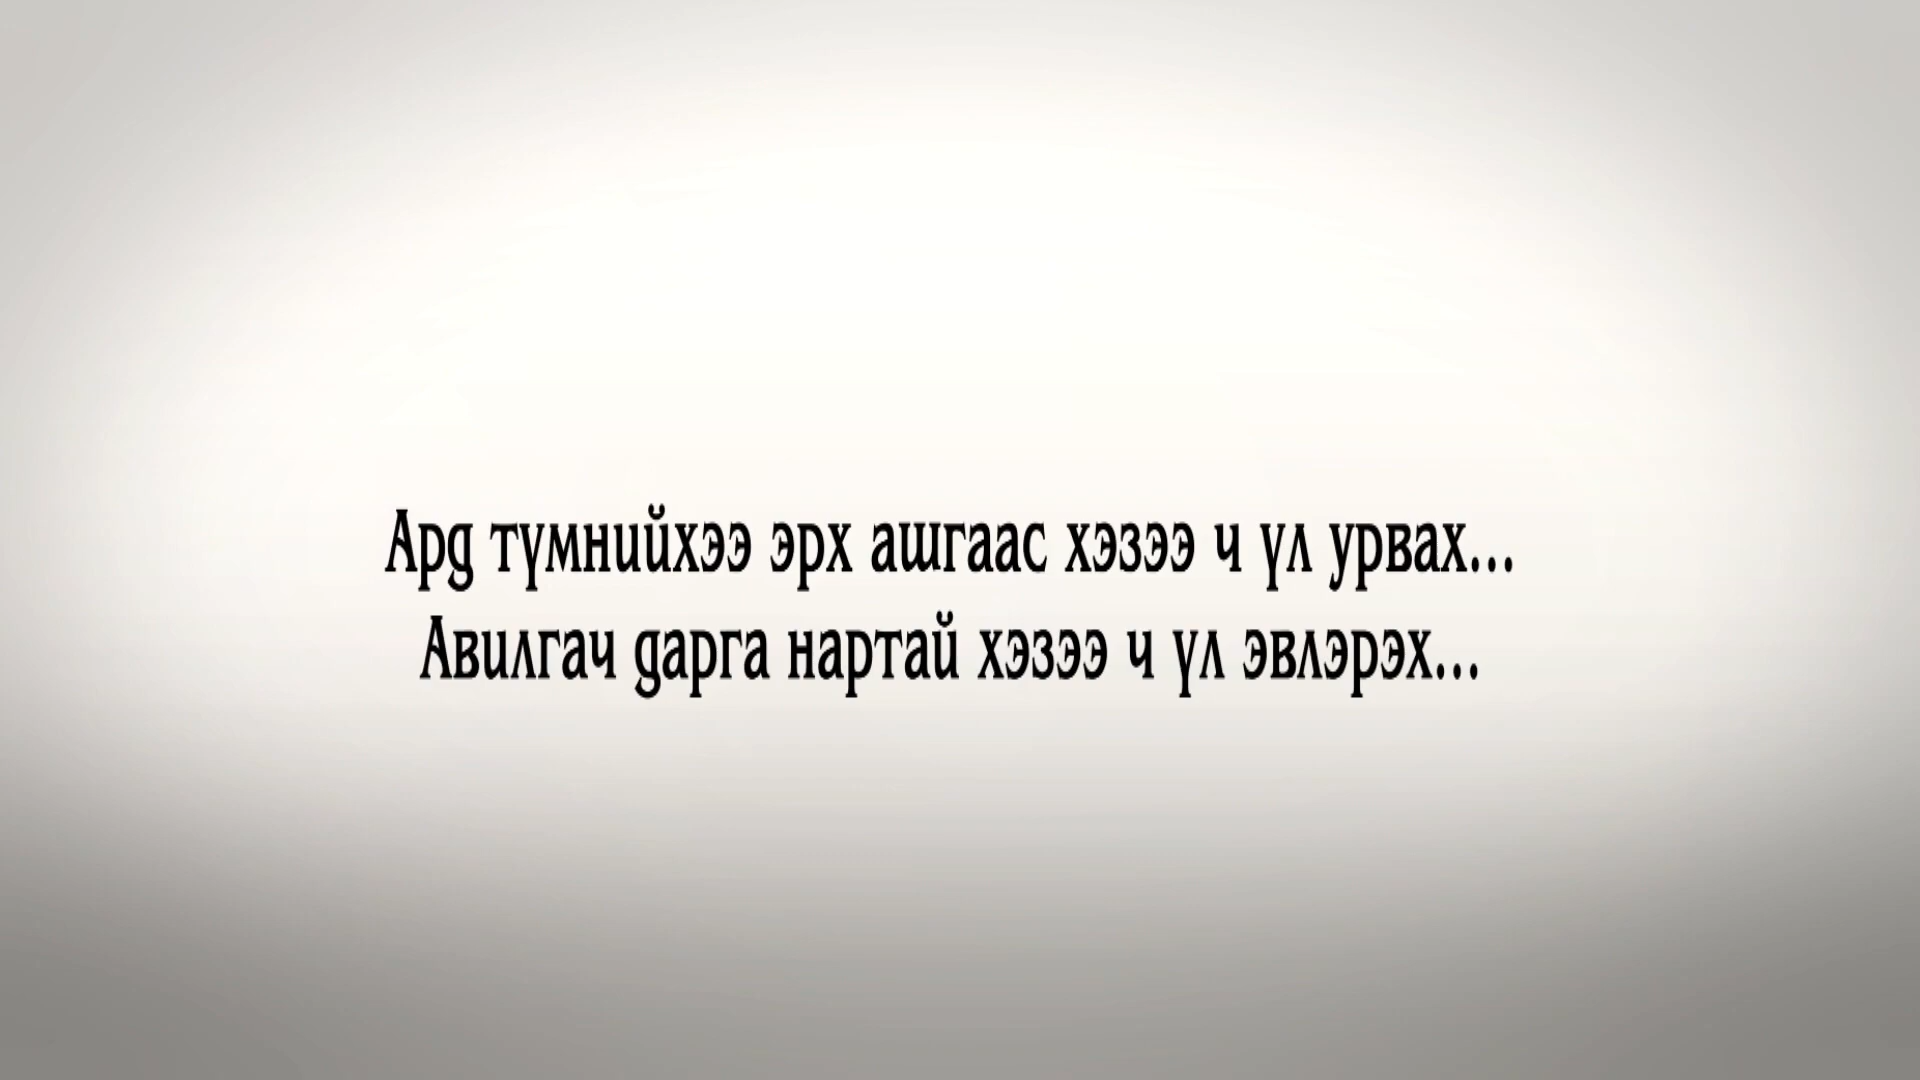 Ард түмнийхээ эрх ашгаас хэзээ ч үл урвах...
Авилгач дарга нартай хэзээ ч үл эвлэрэх...